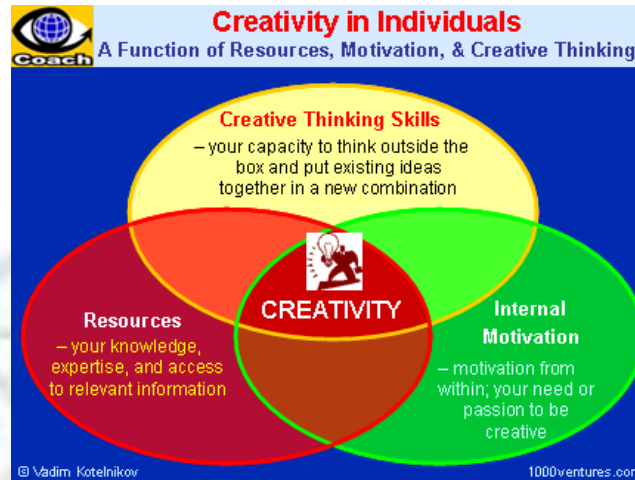 Creativity in Individuals
A Function of Resources, Motivation, & Creative Thinking
Coach
Creative Thinking Skills
– your capacity to think outside the
box and put existing ideas
together in a new combination
CREATIVITY
Resources
– your knowledge,
expertise, and access
to relevant information
Internal
Motivation
– motivation from
within; your need or
passion to be
creative
© Vadim Kotelnikov
1000ventures.com